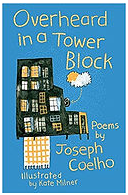 Overheard
in a Tower
Block
Poems
by
Joseph
Coelho
Illustrated
by Kate Milner